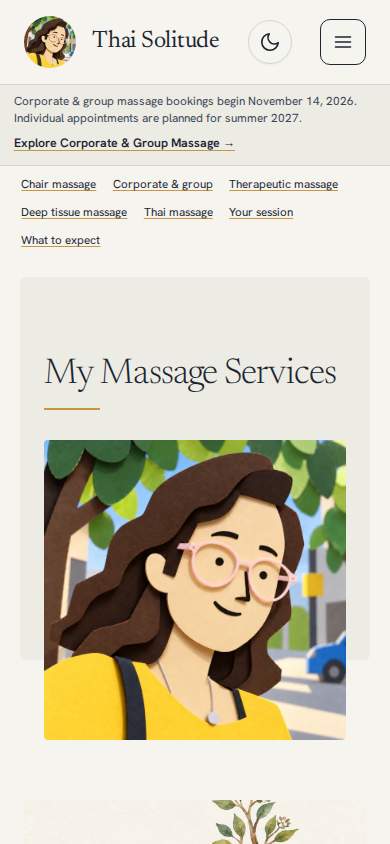 Thai Solitude
Corporate & group massage bookings begin November 14, 2026.
Individual appointments are planned for summer 2027.
Explore Corporate & Group Massage →
Chair massage Corporate & group Therapeutic massage
Deep tissue massage Thai massage Your session
What to expect
My Massage Services